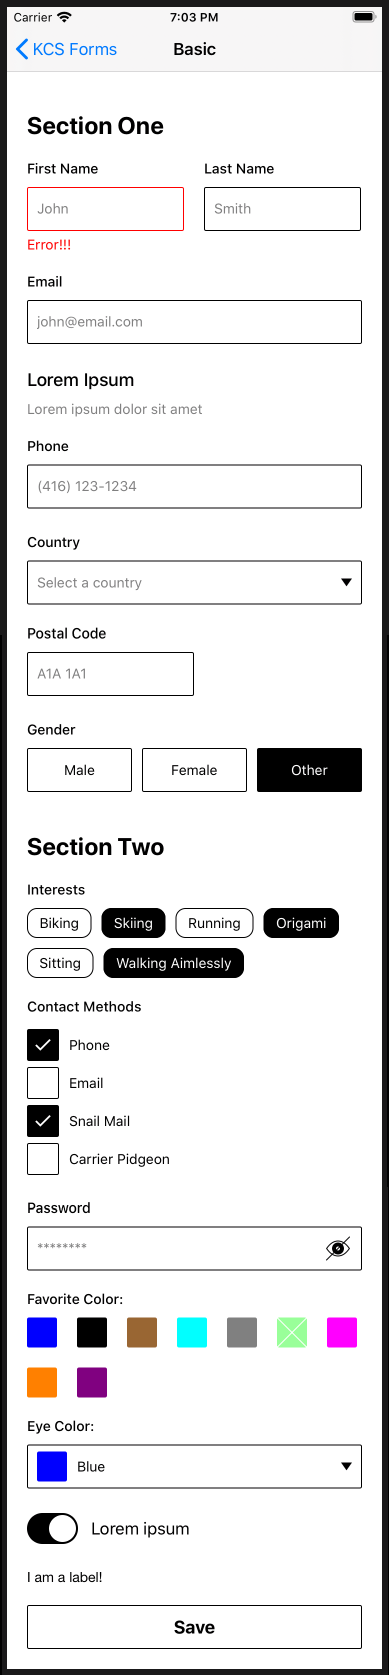 Carrier 7:03 PM
KCS Forms Basic
Section One
First Name Last Name
John Smith
Error!!!
Email
john@email.com
Lorem Ipsum
Lorem ipsum dolor sit amet
Phone
(416) 123-1234
Country
Select a country
Postal Code
A1A 1A1
Gender
Male Female Other
Section Two
Interests
Biking Skiing Running Origami
Sitting Walking Aimlessly
Contact Methods
Phone
Email
Snail Mail
Carrier Pidgeon
Password
********
Favorite Color:
Eye Color:
Blue
Lorem ipsum
I am a label!
Save